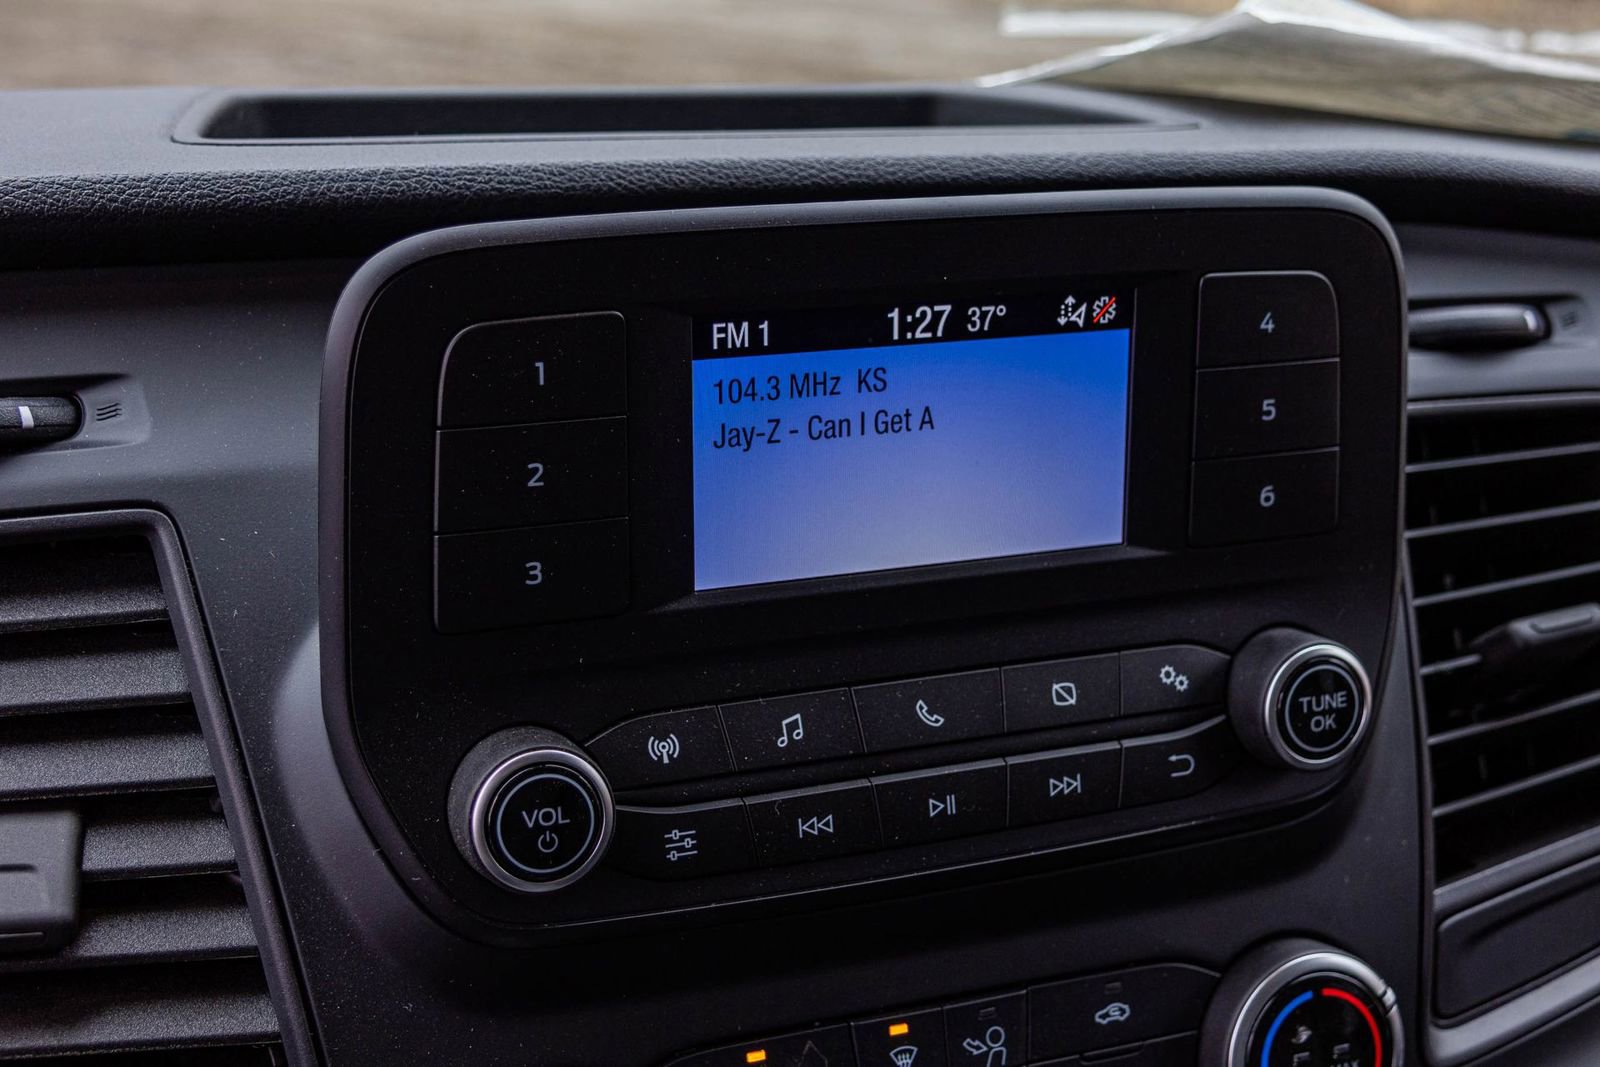 FM 1 1:27 37°
104.3 MHz KS
Jay-Z - Can I Get A
1
2
3
4
5
6
VOL
TUNE
OK
MAX